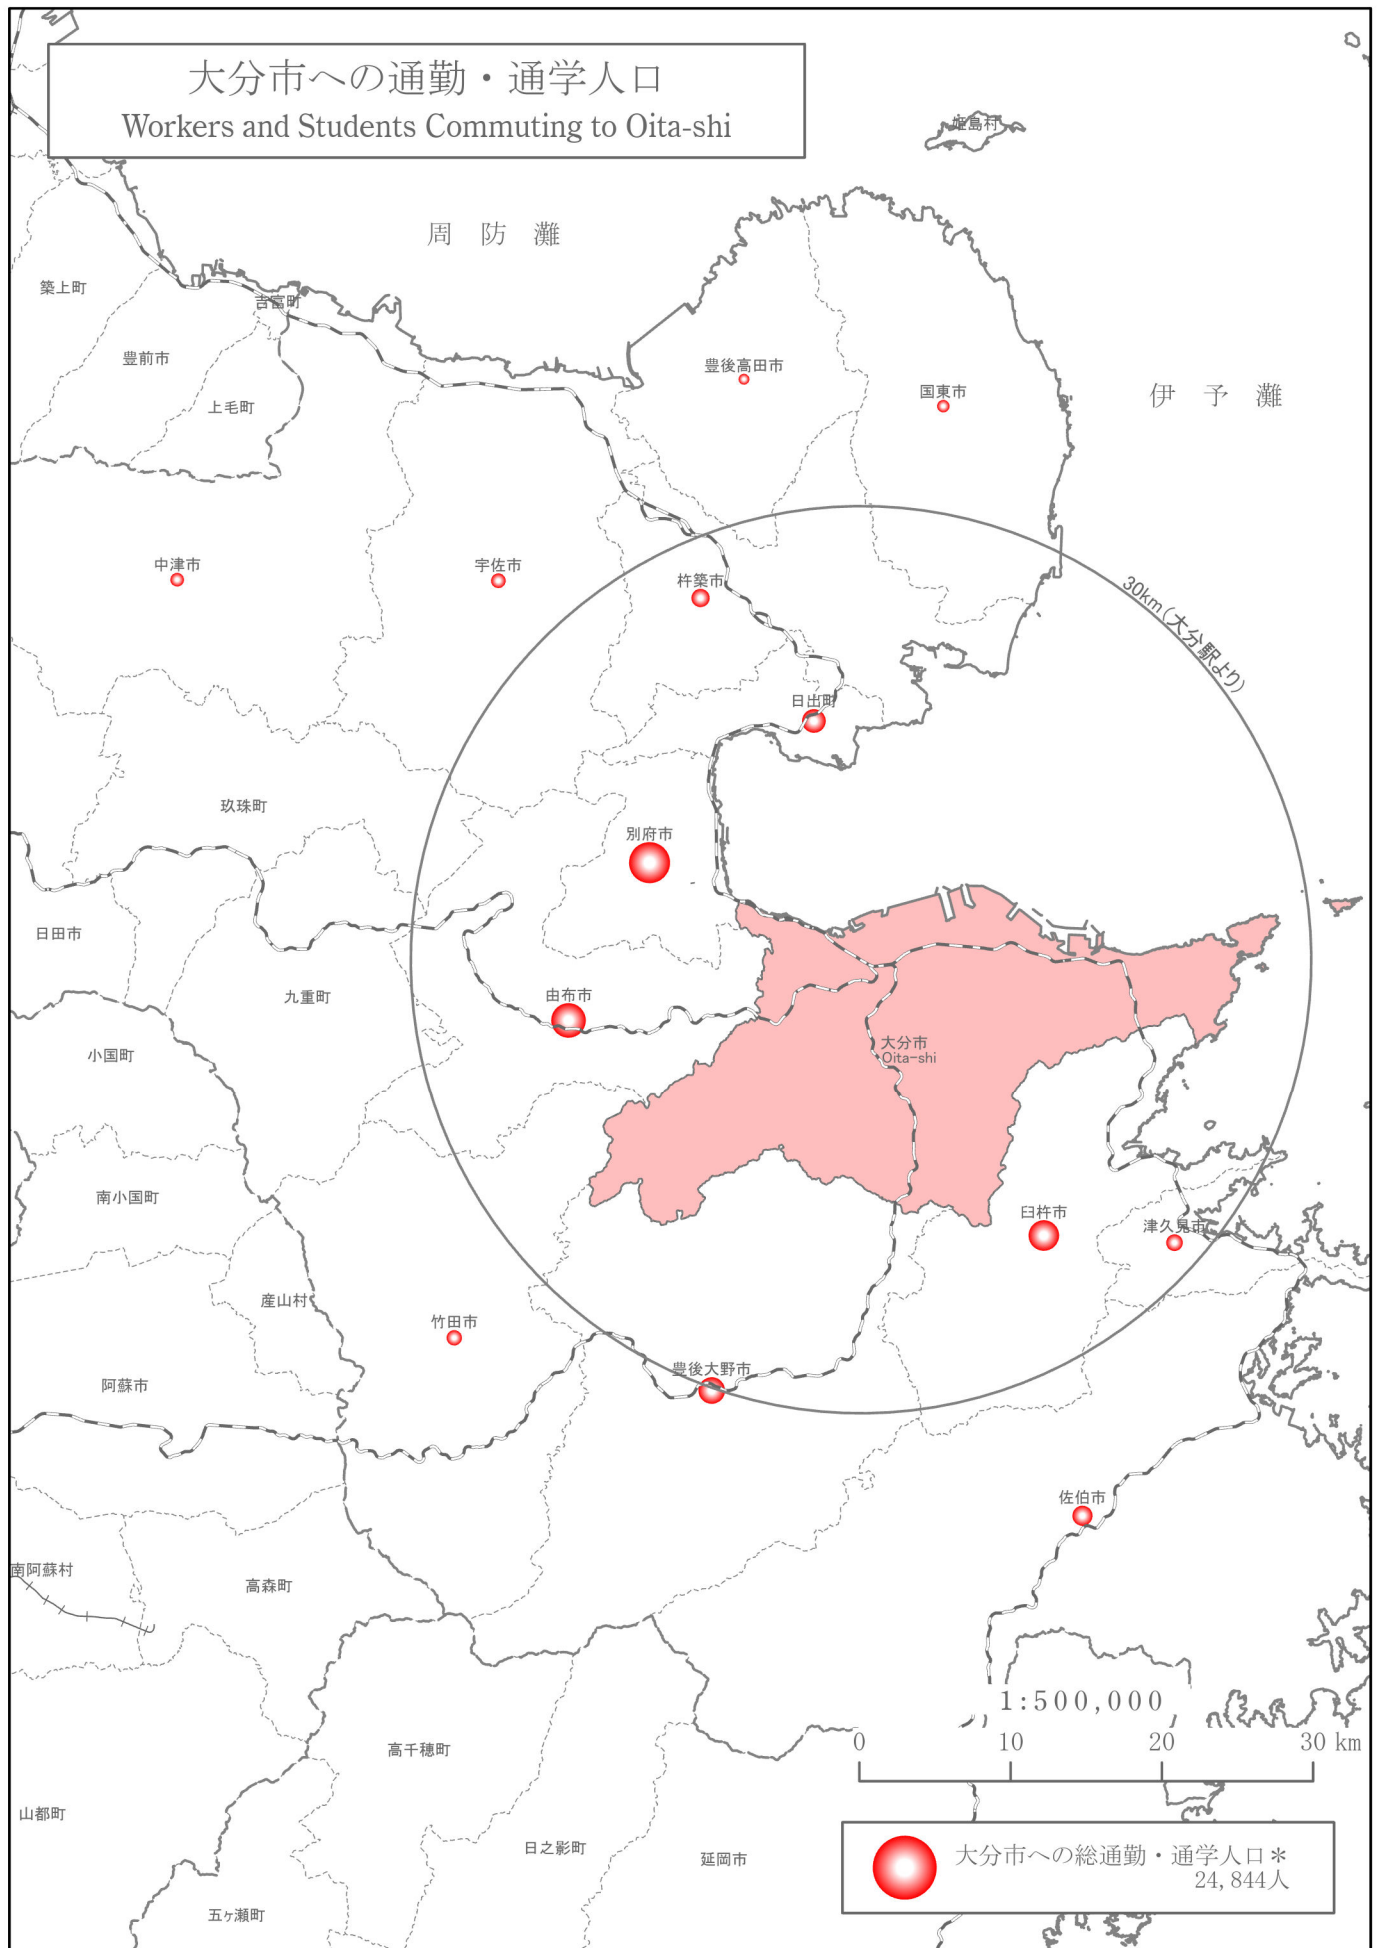 大分市への通勤・通学人口
Workers and Students Commuting to Oita-shi
姫島村
周防灘
築上町
吉富町
豊前市
豊後高田市
国東市
伊予灘
上毛町
中津市
宇佐市
杵築市
30km(大分駅より)
日出町
玖珠町
別府市
日田市
九重町
由布市
小国町
大分市
Oita-shi
南小国町
臼杵市
津久見市
産山村
竹田市
阿蘇市
豊後大野市
佐伯市
南阿蘇村
高森町
1:500,000
0 10 20 30 km
高千穂町
山都町
日之影町
延岡市
大分市への総通勤・通学人口*
24,844人
五ヶ瀬町